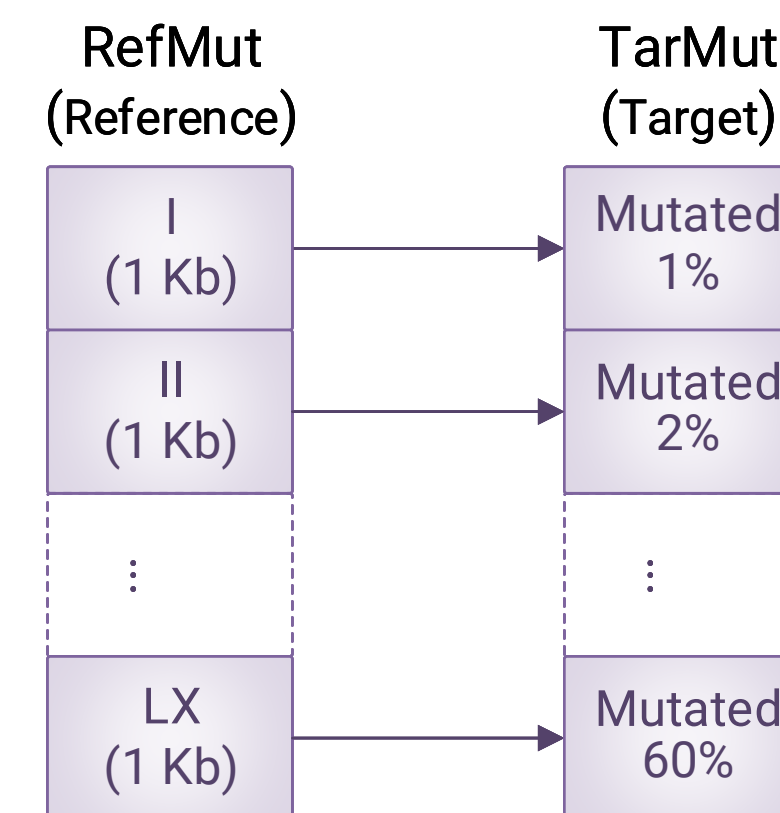 RefMut
(Reference)
TarMut
(Target)
I
(1 Kb)
Mutated
1%
II
(1 Kb)
Mutated
2%
⋮
⋮
LX
(1 Kb)
Mutated
60%